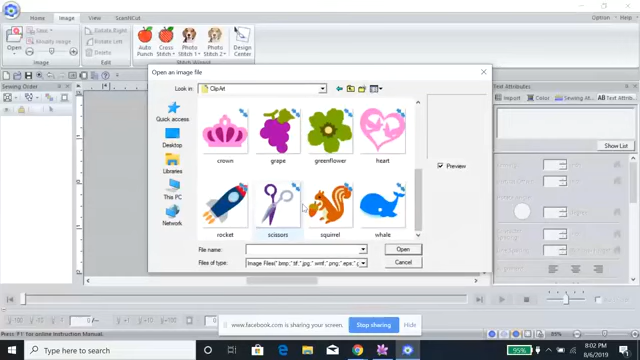 Home Image View ScanNCut
Option
Open
Save
Modify Image
Rotate Right
Rotate Left
Delete
Auto Punch
Cross Stitch
Photo Stitch 1
Photo Stitch 2
Design Center
Stitch Wizard
Open an image file
Look in: ClipArt
Quick access
Desktop
Libraries
This PC
Network
crown grape greenflower heart
rocket scissors squirrel whale
Preview
File name:
Open
Files of type: Image Files(*.bmp;*.tif,*.jpg,*.wmf,*.png,*.eps,*.
Cancel
Sewing Order
Text Attributes
Import Color Sewing At Text At
Show List
Press F1 for online Instruction Manual.
www.facebook.com is sharing your screen.
Stop sharing
Hide
Type here to search
95%
8:02 PM
8/6/2019